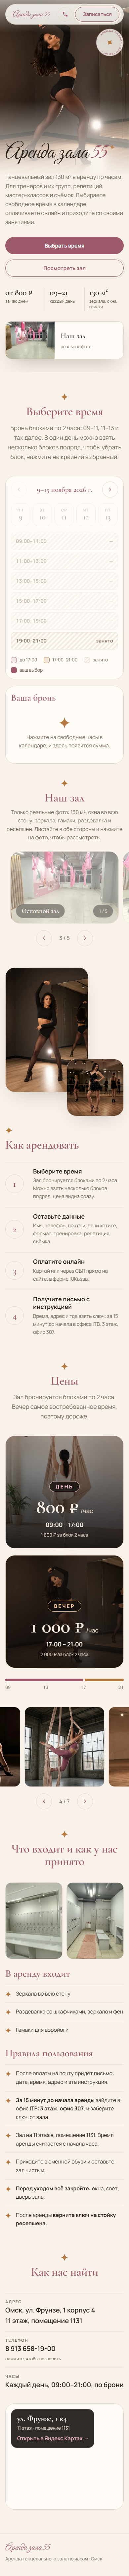 Аренда зала 55
Записаться
Аренда зала 55
Танцевальный зал 130 м² в аренду по часам.
Для тренировок и их групп, репетиций,
мастер-классов и съёмки. Выбираете
свободное время в календаре,
оплачиваете онлайн и приходите со своими
занятиями.
Выбрать время
Посмотреть зал
от 800 ₽
за час днём
09–21
каждый день
130 м²
зеркала, пилон,
гамаки
Наш зал
реальные фото
Выберите время
Бронь блоками по 2 часа: 09–11, 11–13 и
так далее. В один день можно взять
несколько блоков подряд, чтобы убрать
блок, нажмите на крайний выбранный.
9–15 ноября 2026 г.
9 10 11 12 13
09:00–11:00
11:00–13:00
13:00–15:00
15:00–17:00
17:00–19:00
19:00–21:00 занято
до 17:00 17:00–21:00 занято
ваш выбор
Ваша бронь
Нажмите на свободные часы в
календаре, и здесь появится сумма.
Наш зал
Только реальные фото: 130 м², окна во всю
стену, зеркала, гамаки, раздевалка и
ресепшен. Листайте в обе стороны и нажмите
на фото, чтобы рассмотреть.
Основной зал
1 / 5
3 / 5
Как арендовать
1
Выберите время
Зал бронируется блоками по 2 часа.
Можно взять несколько блоков
подряд, цена видна сразу.
2
Оставьте данные
Имя, телефон, почта и, если хотите,
формат: тренировка, репетиция,
съёмка.
3
Оплатите онлайн
Картой или через СБП прямо на
сайте, в форме ЮKassa.
4
Получите письмо с
инструкцией
Время, адрес и где взять ключ: за 15
минут до начала в офисе ITB, 3 этаж,
офис 307.
Цены
Зал бронируется блоками по 2 часа.
Вечер самое востребованное время,
поэтому дороже.
ДЕНЬ
800 ₽ /час
09:00 – 17:00
1 600 ₽ за блок 2 часа
ВЕЧЕР
1 000 ₽ /час
17:00 – 21:00
2 000 ₽ за блок 2 часа
09 13 17 21
4 / 7
Что входит и как у нас
принято
В аренду входит
Зеркала во всю стену
Раздевалка со шкафчиками, зеркало и фен
Гамаки для аэройоги
Правила пользования
После оплаты на почту придёт письмо:
дата, время, адрес и эта инструкция.
За 15 минут до начала аренды зайдите в
офис ITB: 3 этаж, офис 307, и заберите
ключ от зала.
Зал на 11 этаже, помещение 1131. Время
аренды считается с начала часа.
Приходите в сменной обуви и оставьте
зал чистым.
Перед уходом всё закройте: окна, свет,
дверь зала.
После аренды верните ключ на стойку
ресепшена.
Как нас найти
АДРЕС
Омск, ул. Фрунзе, 1 корпус 4
11 этаж, помещение 1131
ТЕЛЕФОН
8 913 658-19-00
нажмите, чтобы позвонить
ЧАСЫ
Каждый день, 09:00–21:00, по брони
ул. Фрунзе, 1 к4
11 этаж · помещение 1131
Открыть в Яндекс Картах →
Аренда зала 55
Аренда танцевального зала по часам · Омск